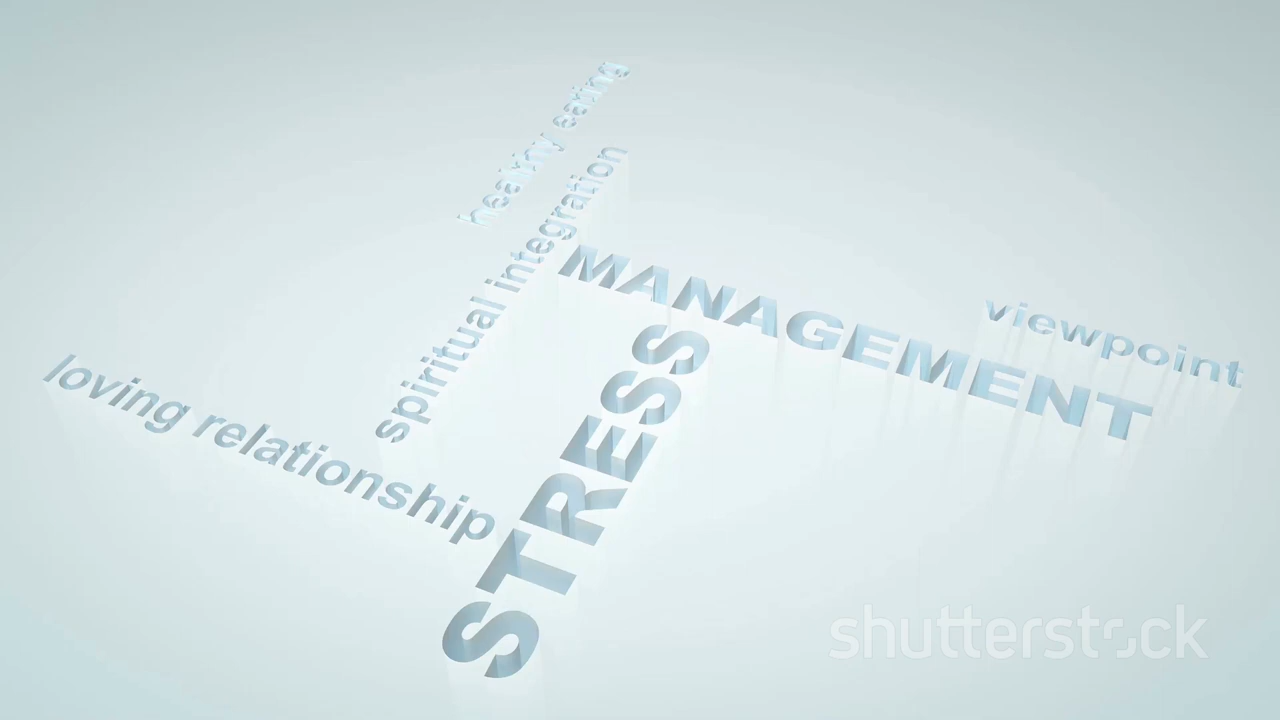 healthy eating
spiritual integration
MANAGEMENT
viewpoint
STRESS
loving relationship
shutterstock